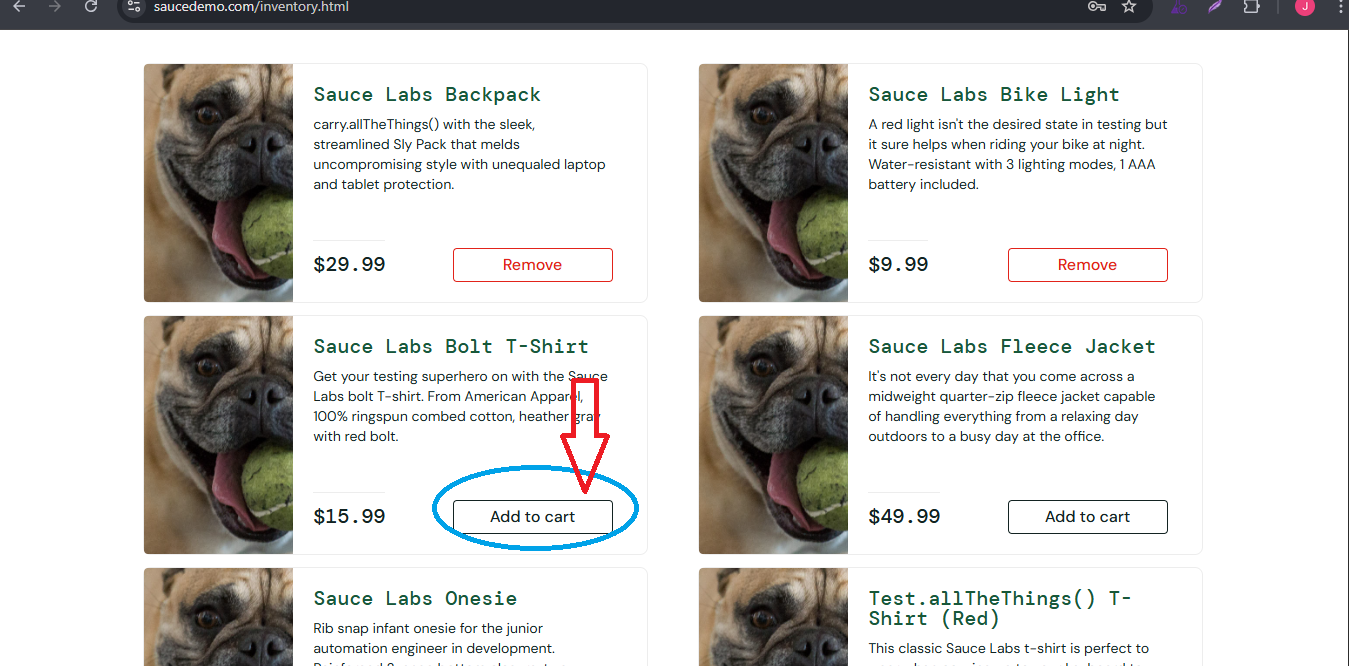 saucedemo.com/inventory.html
J
Sauce Labs Backpack
carry.allTheThings() with the sleek,
streamlined Sly Pack that melds
uncompromising style with unequaled laptop
and tablet protection.
$29.99
Remove
Sauce Labs Bike Light
A red light isn't the desired state in testing but
it sure helps when riding your bike at night.
Water-resistant with 3 lighting modes, 1 AAA
battery included.
$9.99
Remove
Sauce Labs Bolt T-Shirt
Get your testing superhero on with the Sauce
Labs bolt T-shirt. From American Apparel,
100% ringspun combed cotton, heather gray
with red bolt.
$15.99
Add to cart
Sauce Labs Fleece Jacket
It's not every day that you come across a
midweight quarter-zip fleece jacket capable
of handling everything from a relaxing day
outdoors to a busy day at the office.
$49.99
Add to cart
Sauce Labs Onesie
Rib snap infant onesie for the junior
automation engineer in development.
Test.allTheThings() T-
Shirt (Red)
This classic Sauce Labs t-shirt is perfect to